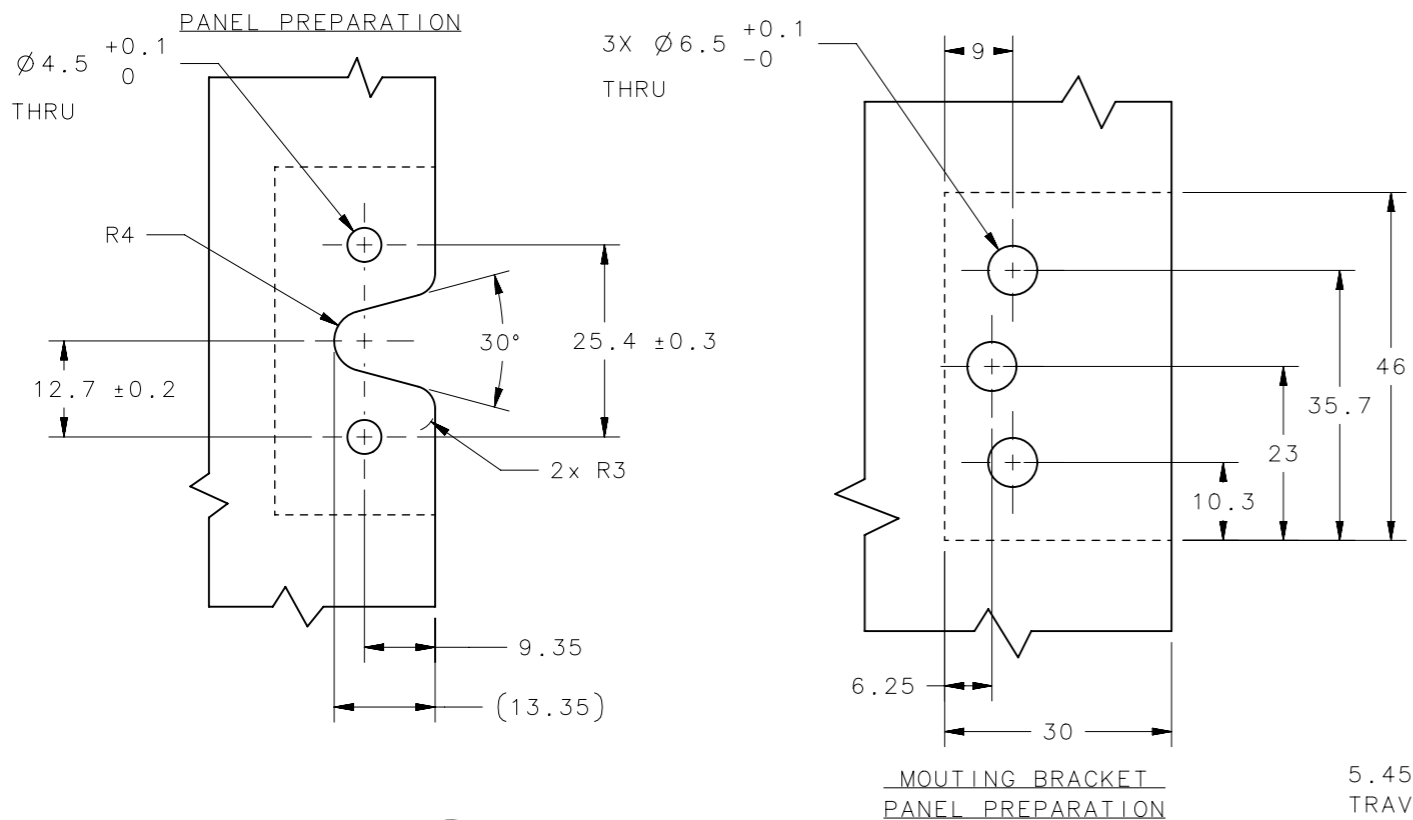 PANEL PREPARATION
Ø4.5 +0.1
0
THRU
R4
12.7 ±0.2
30°
25.4 ±0.3
2x R3
9.35
(13.35)
3X Ø6.5 +0.1
-0
THRU
9
46
35.7
23
10.3
6.25
30
MOUTING BRACKET
PANEL PREPARATION
5.45
TRAV